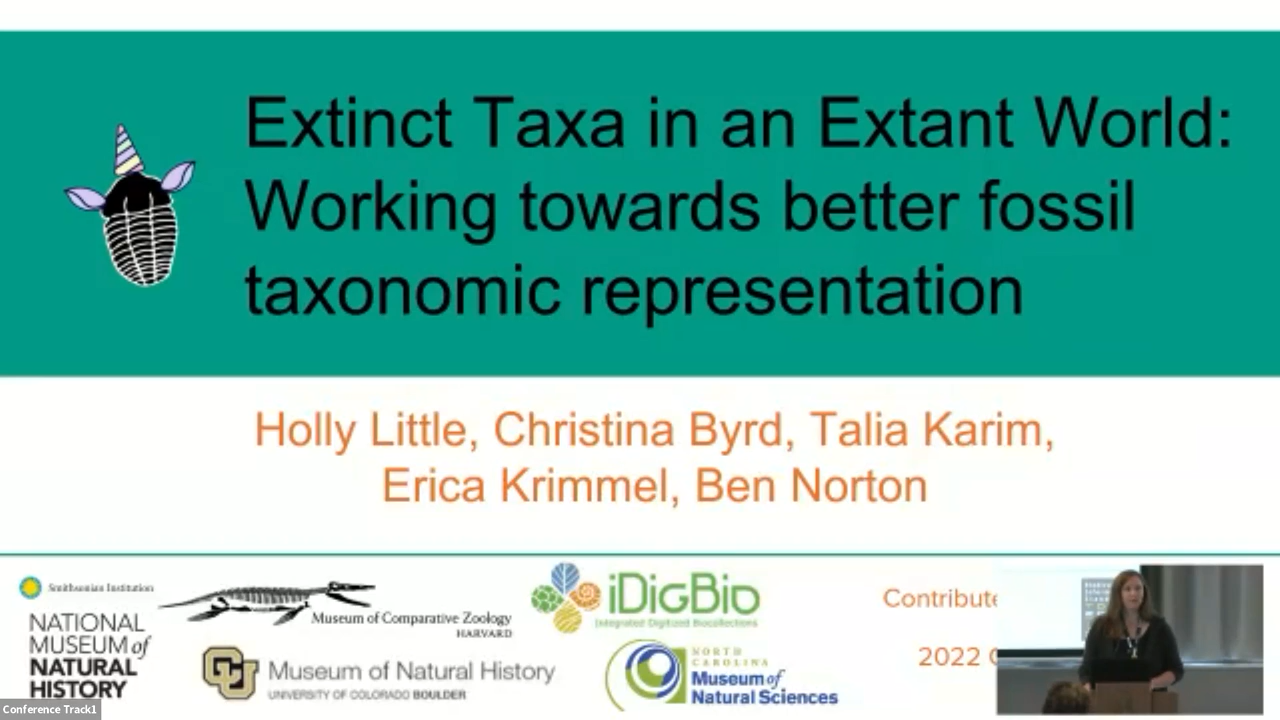 Extinct Taxa in an Extant World:
Working towards better fossil
taxonomic representation
Holly Little, Christina Byrd, Talia Karim,
Erica Krimmel, Ben Norton
Smithsonian Institution
NATIONAL
MUSEUM of
NATURAL
HISTORY
Museum of Comparative Zoology
HARVARD
CU
Museum of Natural History
UNIVERSITY OF COLORADO BOULDER
iDigBio
Integrated Digitized Biocollections
NORTH
CAROLINA
Museum of
Natural Sciences
Contribute
2022
Conference Track1